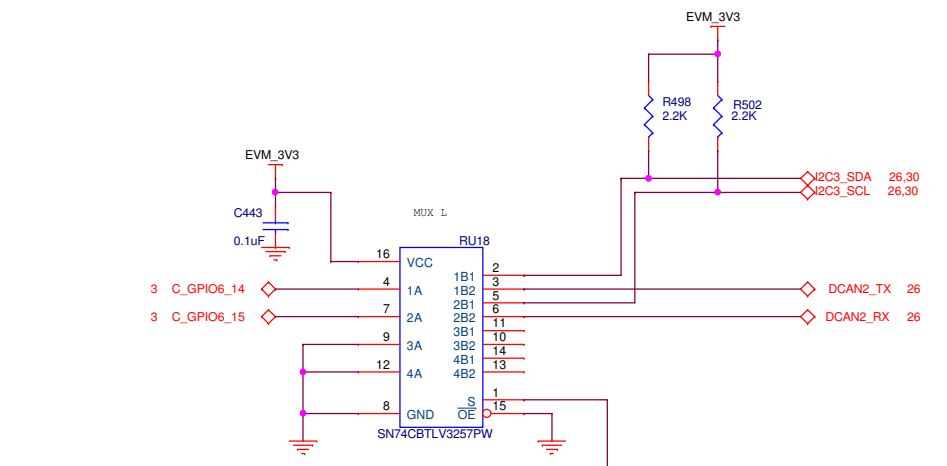 EVM_3V3
R498
2.2K
R502
2.2K
EVM_3V3
I2C3_SDA 26,30
I2C3_SCL 26,30
C443
0.1uF
MUX L
RU18
16 VCC
1B1 2
3 C_GPIO6_14 4 1A
1B2 3 DCAN2_TX 26
2B1 5
3 C_GPIO6_15 7 2A
2B2 6 DCAN2_RX 26
3B1 11
9 3A
3B2 10
4B1 14
12 4A
4B2 13
S 1
8 GND
OE 15
SN74CBTLV3257PW